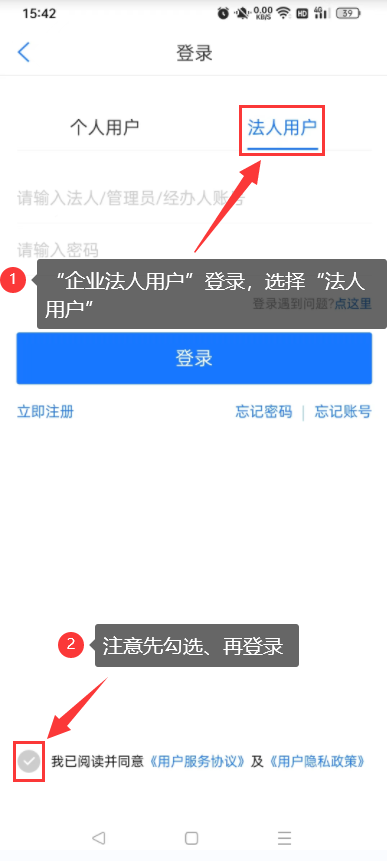 15:42
0.00
KB/S
HD
4G
39
登录
个人用户
法人用户
请输入法人/管理员/经办人账号
请输入密码
1
“企业法人用户”登录，选择“法人
用户”
登录遇到问题?点这里
登录
立即注册
忘记密码 | 忘记账号
2
注意先勾选、再登录
我已阅读并同意《用户服务协议》及《用户隐私政策》